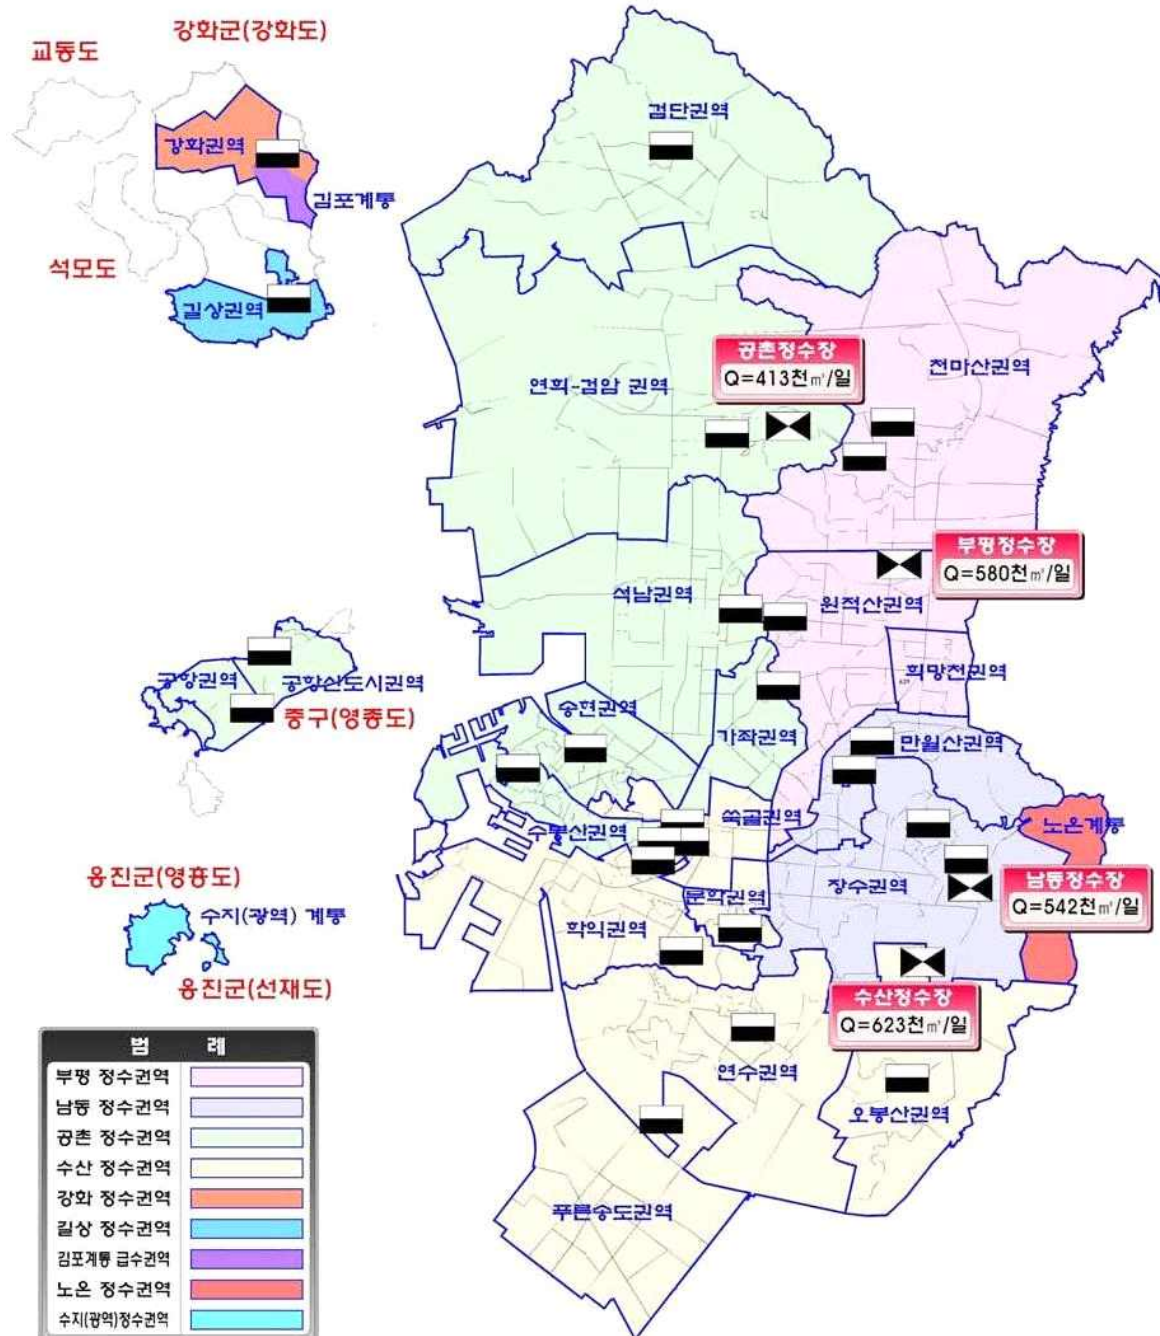 강화군(강화도)
교동도
검단권역
강화권역
김포계통
석모도
길상권역
공촌정수장
Q=413천㎥/일
천마산권역
연희-검암 권역
부평정수장
Q=580천㎥/일
석남권역
원적산권역
희망천권역
공항권역
공항신도시권역
중구(영종도)
송현권역
가좌권역
만월산권역
쑥굴권역
수봉산권역
노온계통
옹진군(영흥도)
장수권역
남동정수장
Q=542천㎥/일
문학권역
수지(광역) 계통
학익권역
옹진군(선재도)
수산정수장
Q=623천㎥/일
연수권역
오봉산권역
푸른송도권역
범 례
부평 정수권역
남동 정수권역
공촌 정수권역
수산 정수권역
강화 정수권역
길상 정수권역
김포계통 급수권역
노온 정수권역
수지(광역)정수권역